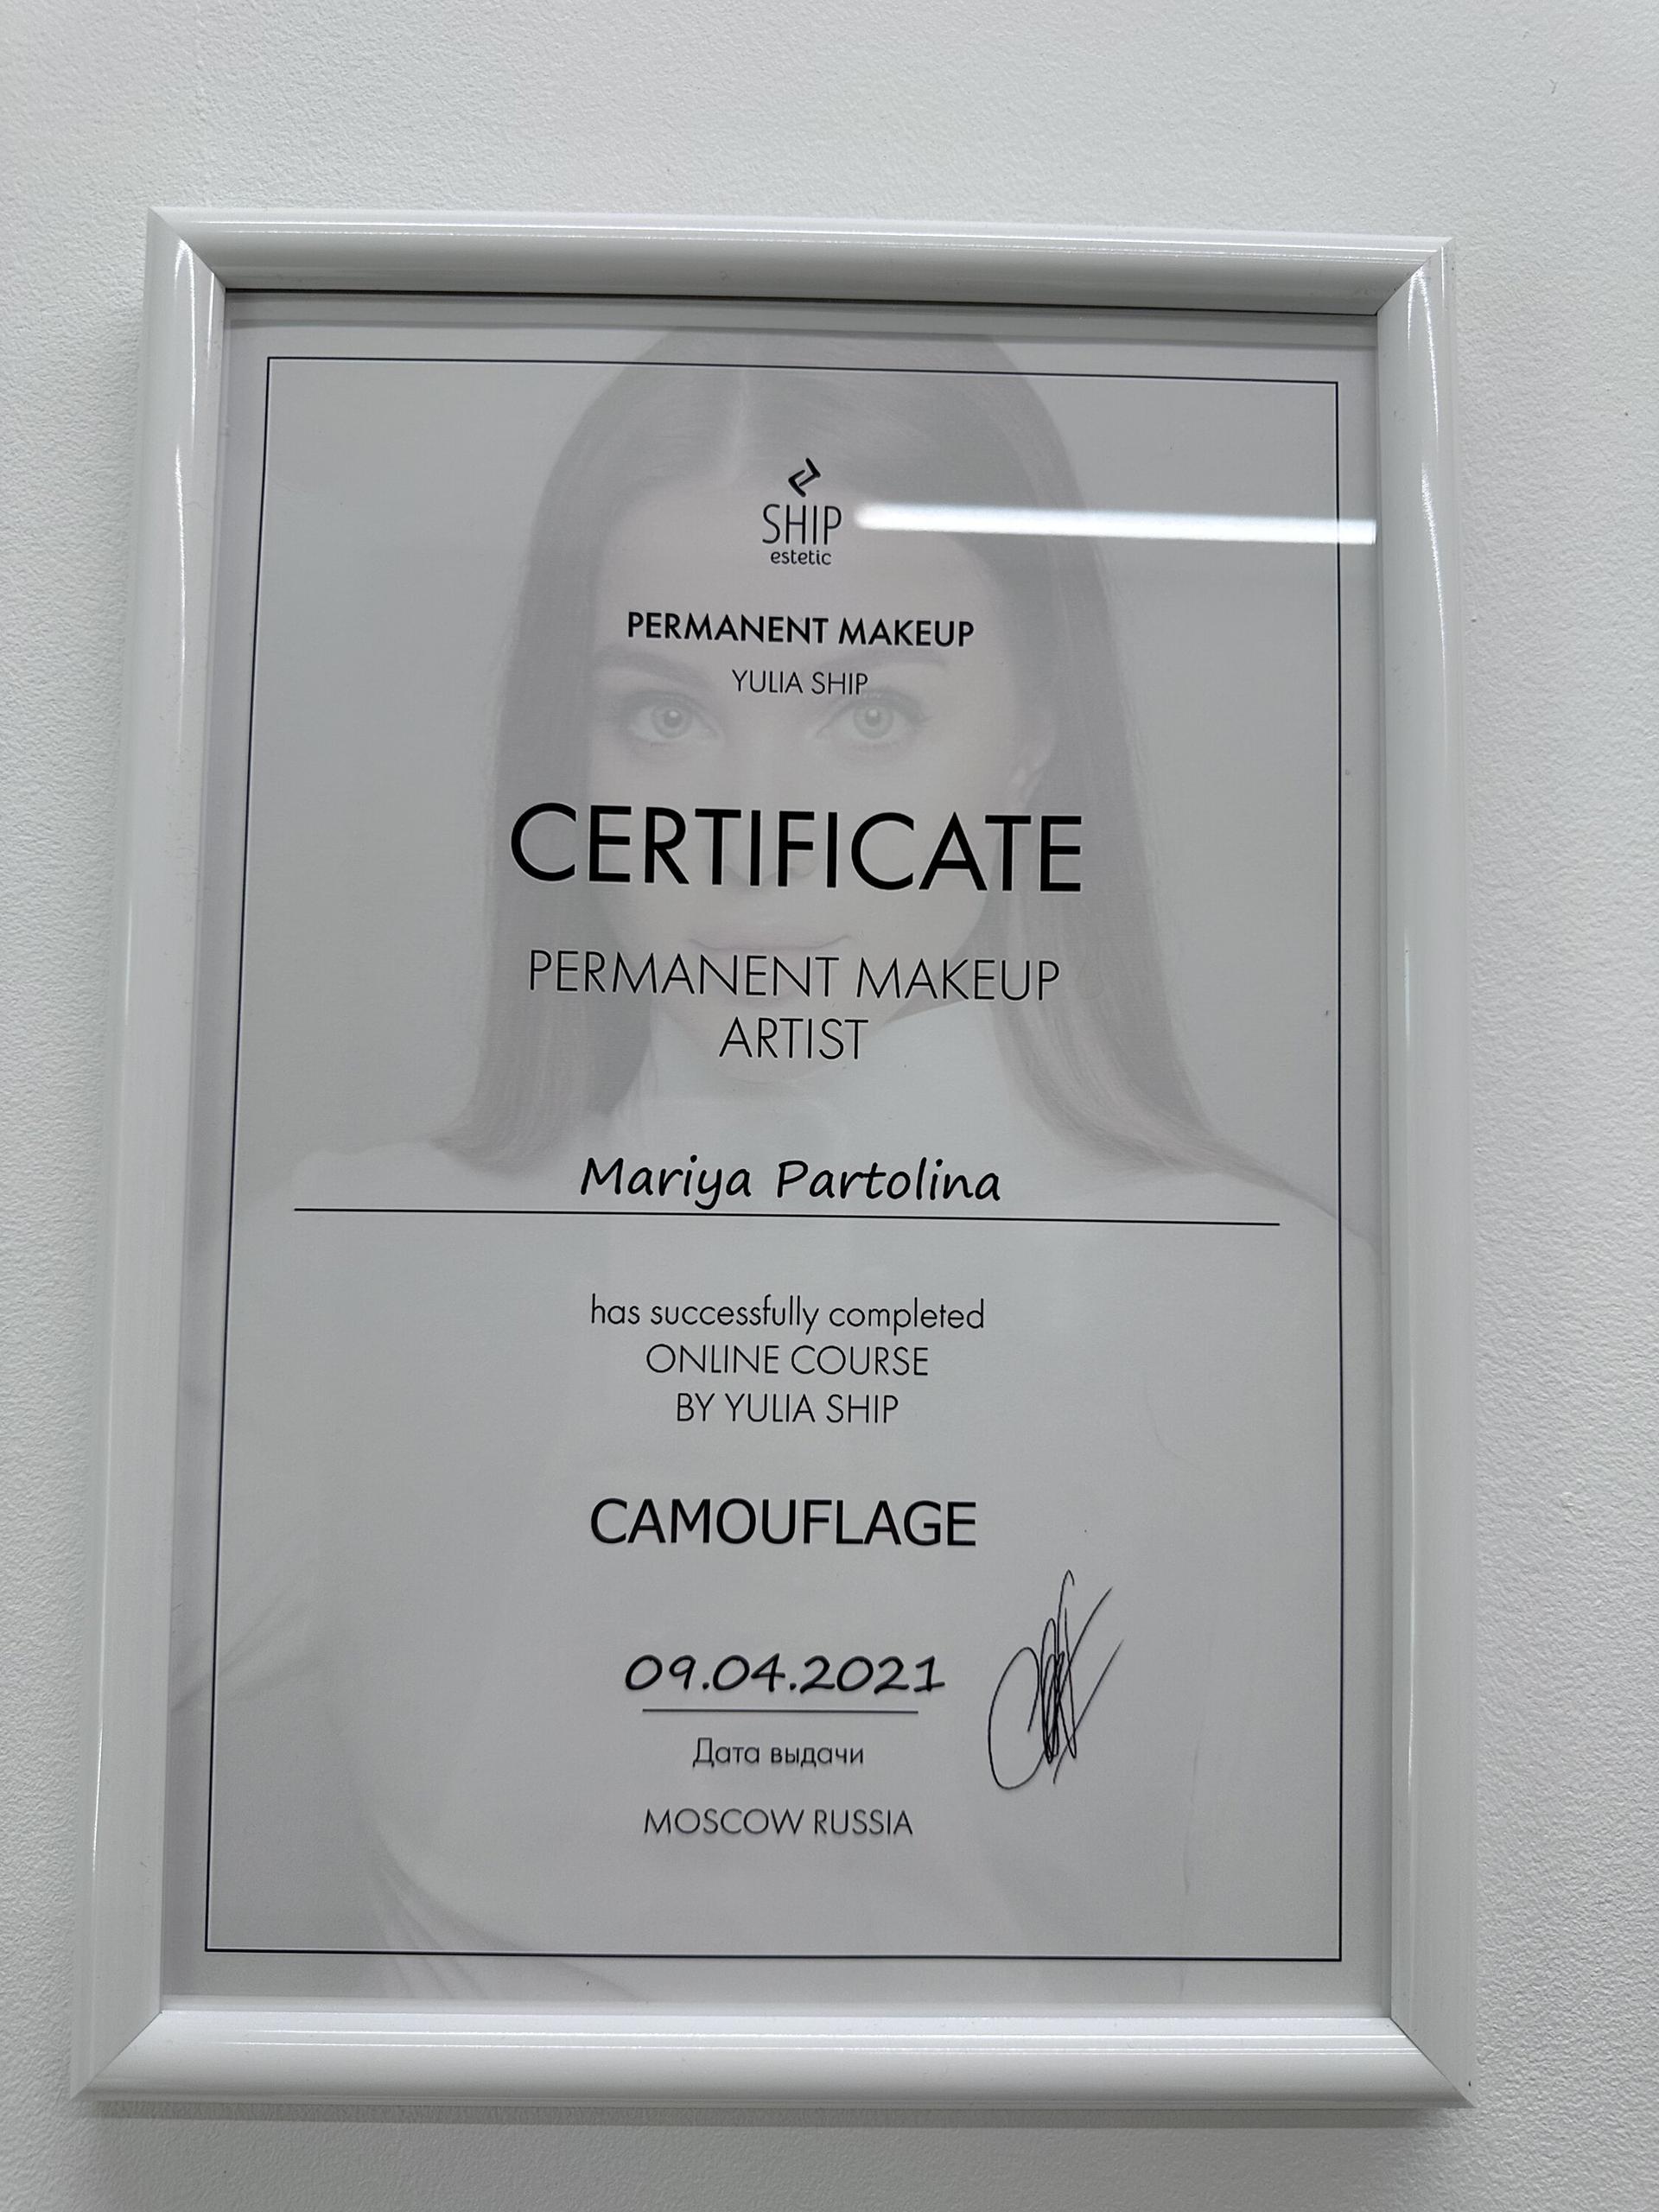 SHIP
estetic
PERMANENT MAKEUP
YULIA SHIP
CERTIFICATE
PERMANENT MAKEUP
ARTIST
Mariya Partolina
has successfully completed
ONLINE COURSE
BY YULIA SHIP
CAMOUFLAGE
09.04.2021
Дата выдачи
MOSCOW RUSSIA